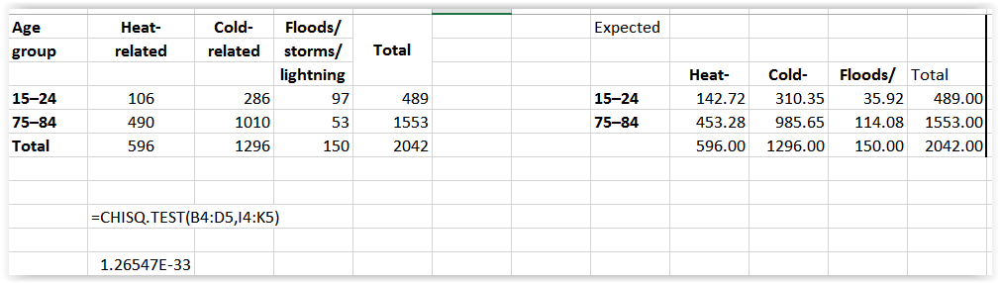 Age Heat- Cold- Floods/ Expected
group related related storms/ Total
lightning Heat- Cold- Floods/ Total
15–24 106 286 97 489 15–24 142.72 310.35 35.92 489.00
75–84 490 1010 53 1553 75–84 453.28 985.65 114.08 1553.00
Total 596 1296 150 2042 596.00 1296.00 150.00 2042.00
=CHISQ.TEST(B4:D5,I4:K5)
1.26547E-33